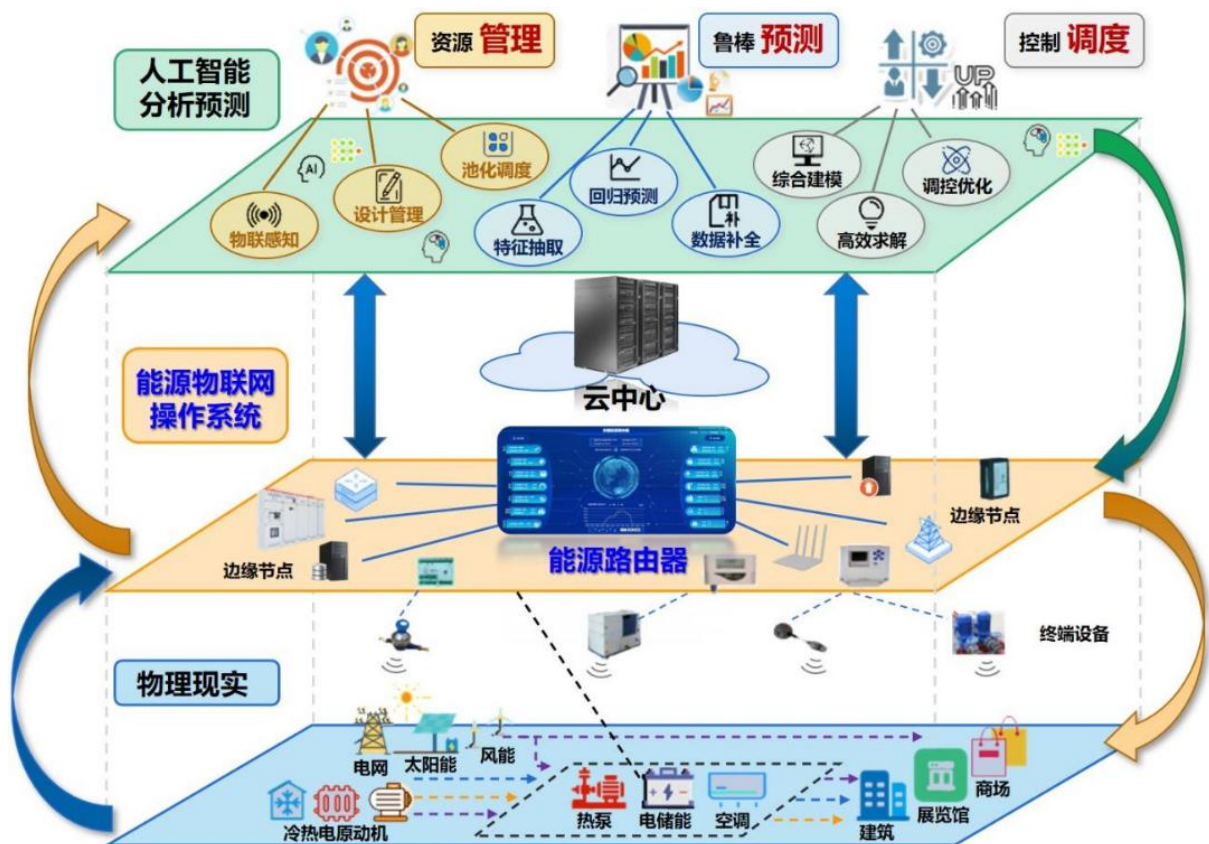 资源 管理
鲁棒 预测
控制 调度
人工智能
分析预测
UP
AI
池化调度
设计管理
物联感知
回归预测
特征抽取
补
数据补全
综合建模
调控优化
高效求解
能源物联网
操作系统
云中心
边缘节点
边缘节点
能源路由器
终端设备
物理现实
电网
太阳能
风能
冷热电原动机
热泵
电储能
空调
建筑
展览馆
商场